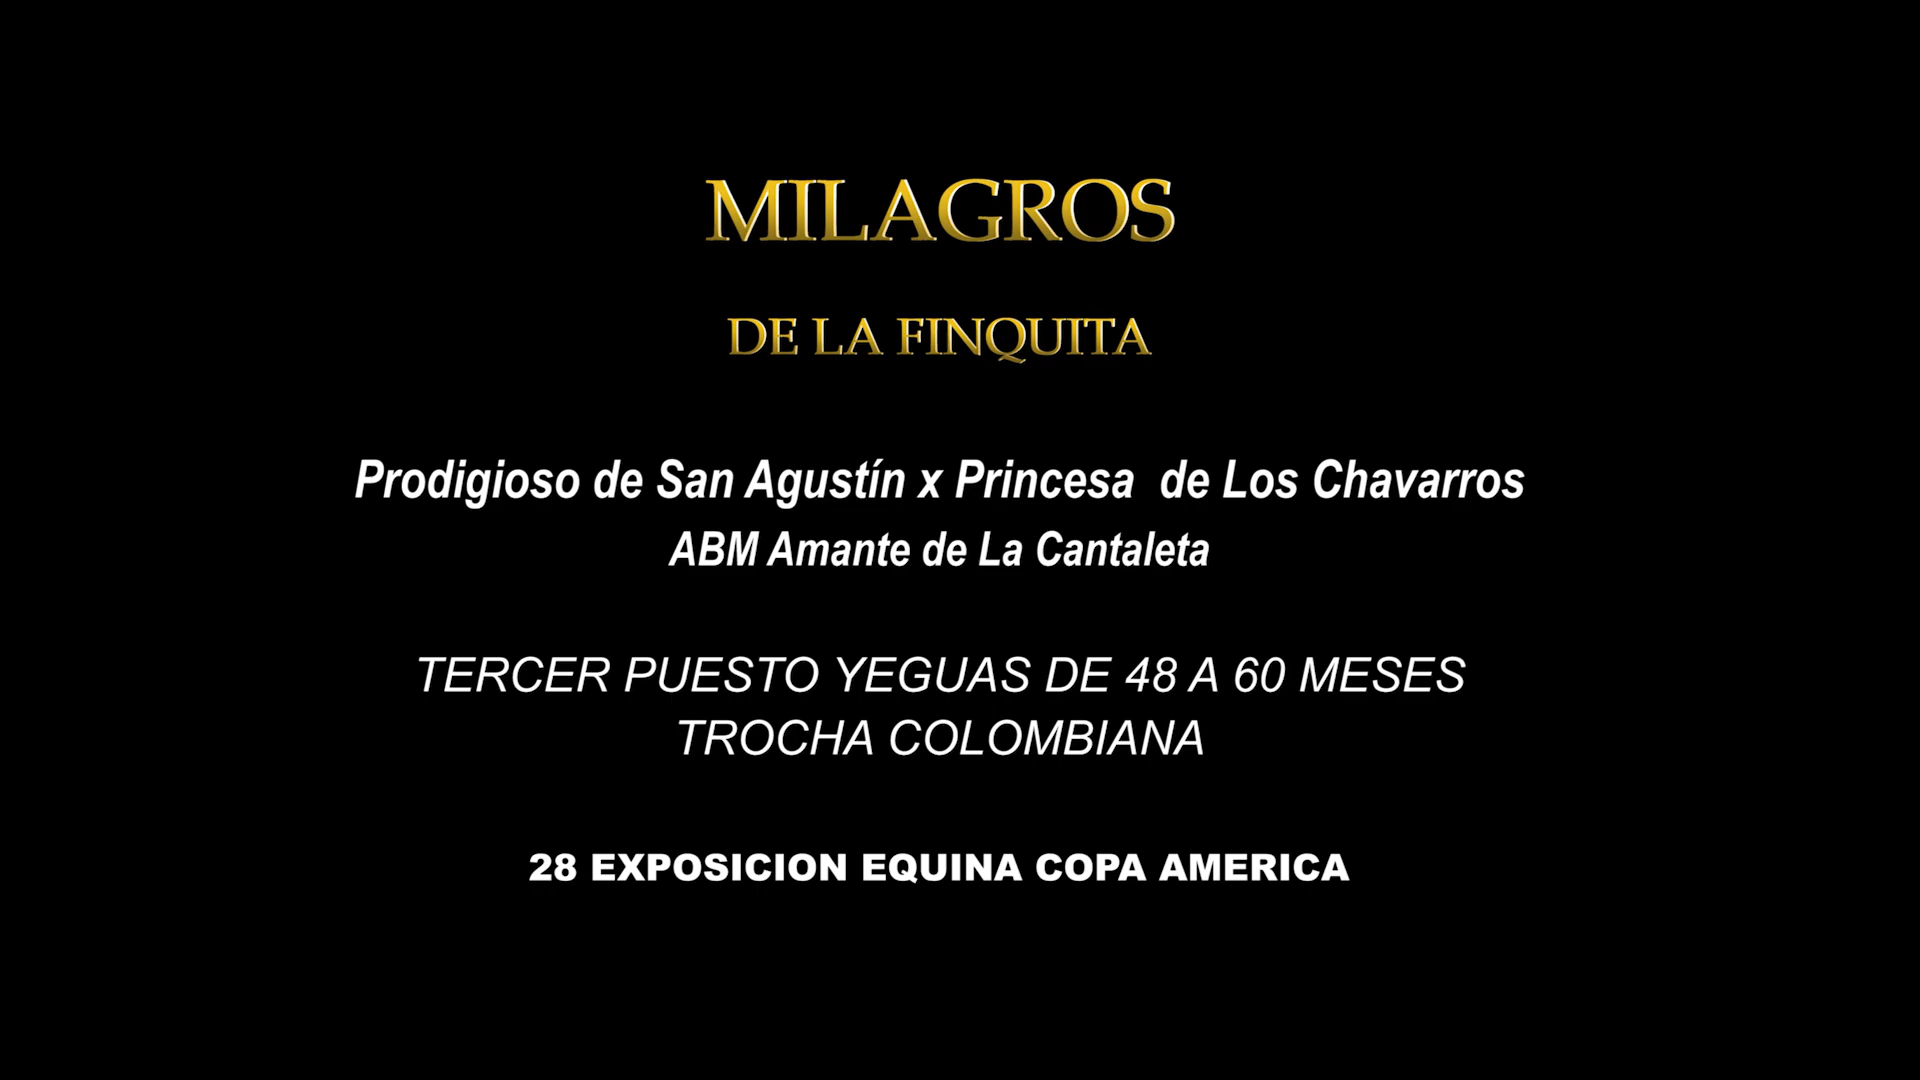 MILAGROS
DE LA FINQUITA
Prodigioso de San Agustín x Princesa de Los Chavarros
ABM Amante de La Cantaleta
TERCER PUESTO YEGUAS DE 48 A 60 MESES
TROCHA COLOMBIANA
28 EXPOSICION EQUINA COPA AMERICA